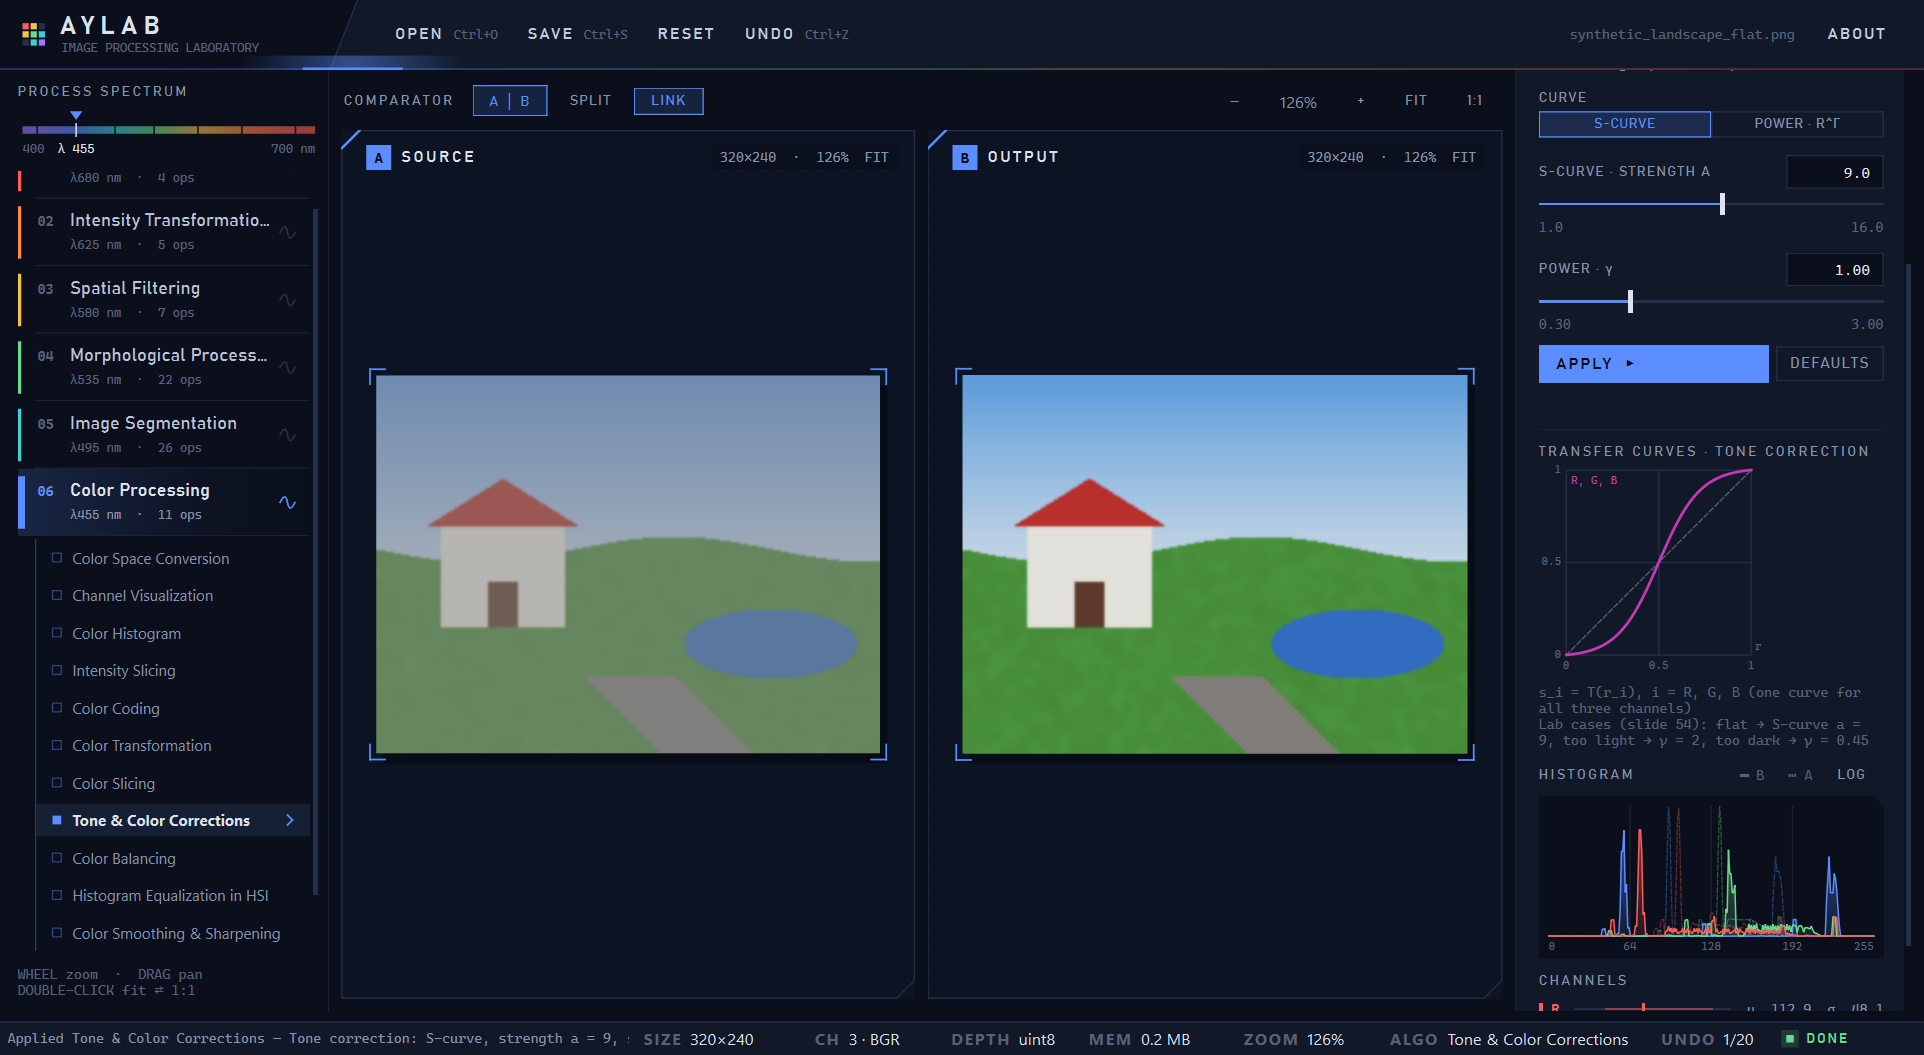 AYLAB
IMAGE PROCESSING LABORATORY
OPEN Ctrl+O SAVE Ctrl+S RESET UNDO Ctrl+Z
synthetic_landscape_flat.png ABOUT
PROCESS SPECTRUM
400 λ 455 700 nm
λ680 nm · 4 ops
02 Intensity Transformatio…
λ625 nm · 5 ops
03 Spatial Filtering
λ580 nm · 7 ops
04 Morphological Process…
λ535 nm · 22 ops
05 Image Segmentation
λ495 nm · 26 ops
06 Color Processing
λ455 nm · 11 ops
Color Space Conversion
Channel Visualization
Color Histogram
Intensity Slicing
Color Coding
Color Transformation
Color Slicing
Tone & Color Corrections
Color Balancing
Histogram Equalization in HSI
Color Smoothing & Sharpening
WHEEL zoom · DRAG pan
DOUBLE-CLICK fit ⇄ 1:1
COMPARATOR A | B SPLIT LINK − 126% + FIT 1:1
A SOURCE 320×240 · 126% FIT
B OUTPUT 320×240 · 126% FIT
CURVE
S-CURVE POWER · R^Γ
S-CURVE · STRENGTH A 9.0
1.0 16.0
POWER · γ 1.00
0.30 3.00
APPLY ▸ DEFAULTS
TRANSFER CURVES · TONE CORRECTION
1
R, G, B
0.5
r
0
0 0.5 1
s_i = T(r_i), i = R, G, B (one curve for
all three channels)
Lab cases (slide 54): flat → S-curve a =
9, too light → γ = 2, too dark → γ = 0.45
HISTOGRAM B A LOG
0 64 128 192 255
CHANNELS
R μ 112.9 σ 48.1
Applied Tone & Color Corrections — Tone correction: S-curve, strength a = 9,
SIZE 320×240 CH 3 · BGR DEPTH uint8 MEM 0.2 MB ZOOM 126% ALGO Tone & Color Corrections UNDO 1/20 DONE